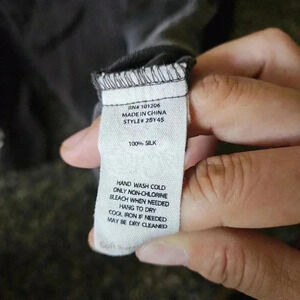 RN# 101206
MADE IN CHINA
STYLE# 2BY45
100% SILK
HAND WASH COLD
ONLY NON-CHLORINE
BLEACH WHEN NEEDED
HANG TO DRY
COOL IRON IF NEEDED
MAY BE DRY CLEANED